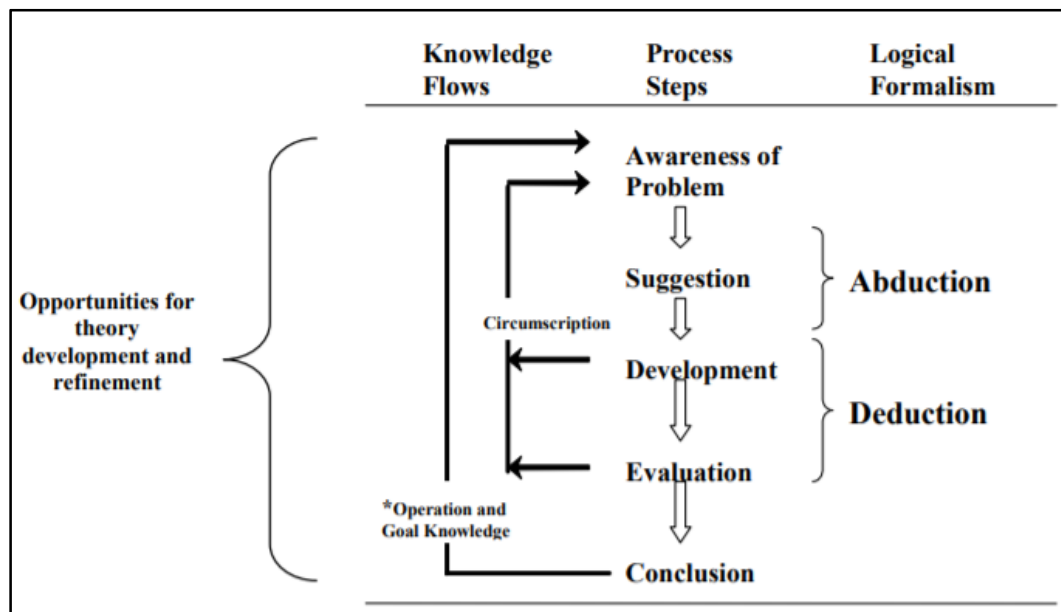 Knowledge
Flows
Process
Steps
Logical
Formalism
Awareness of
Problem
Suggestion
Abduction
Opportunities for
theory
development and
refinement
Circumscription
Development
Deduction
Evaluation
*Operation and
Goal Knowledge
Conclusion